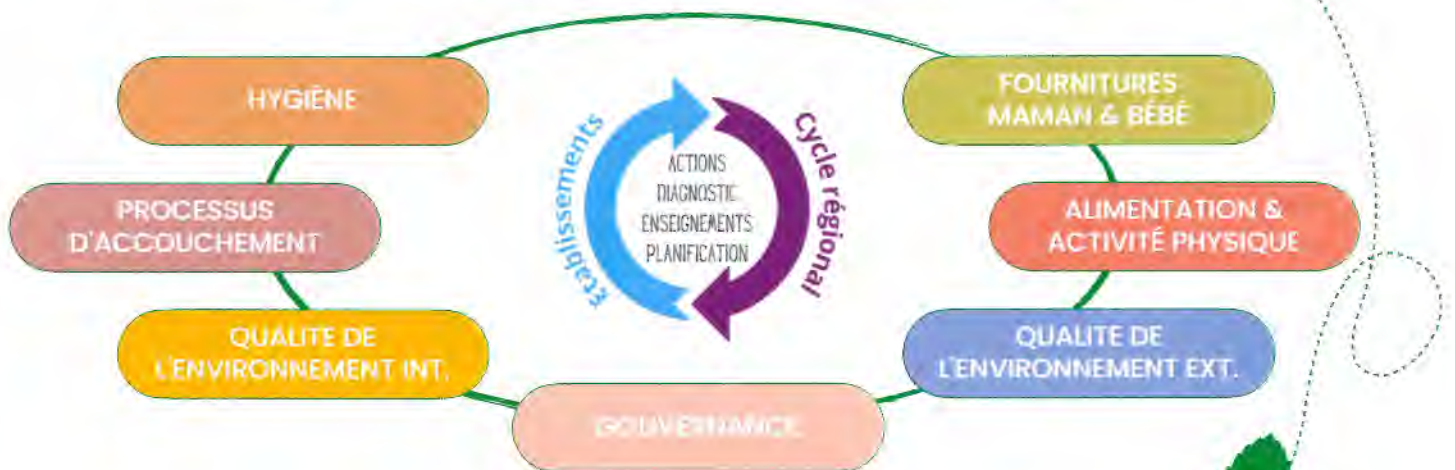 HYGIÈNE
FOURNITURES
MAMAN & BÉBÉ
Établissements
Cycle régional
ACTIONS
DIAGNOSTIC
ENSEIGNEMENTS
PLANIFICATION
PROCESSUS
D'ACCOUCHEMENT
ALIMENTATION &
ACTIVITÉ PHYSIQUE
QUALITE DE
L'ENVIRONNEMENT INT.
QUALITE DE
L'ENVIRONNEMENT EXT.
GOUVERNANCE